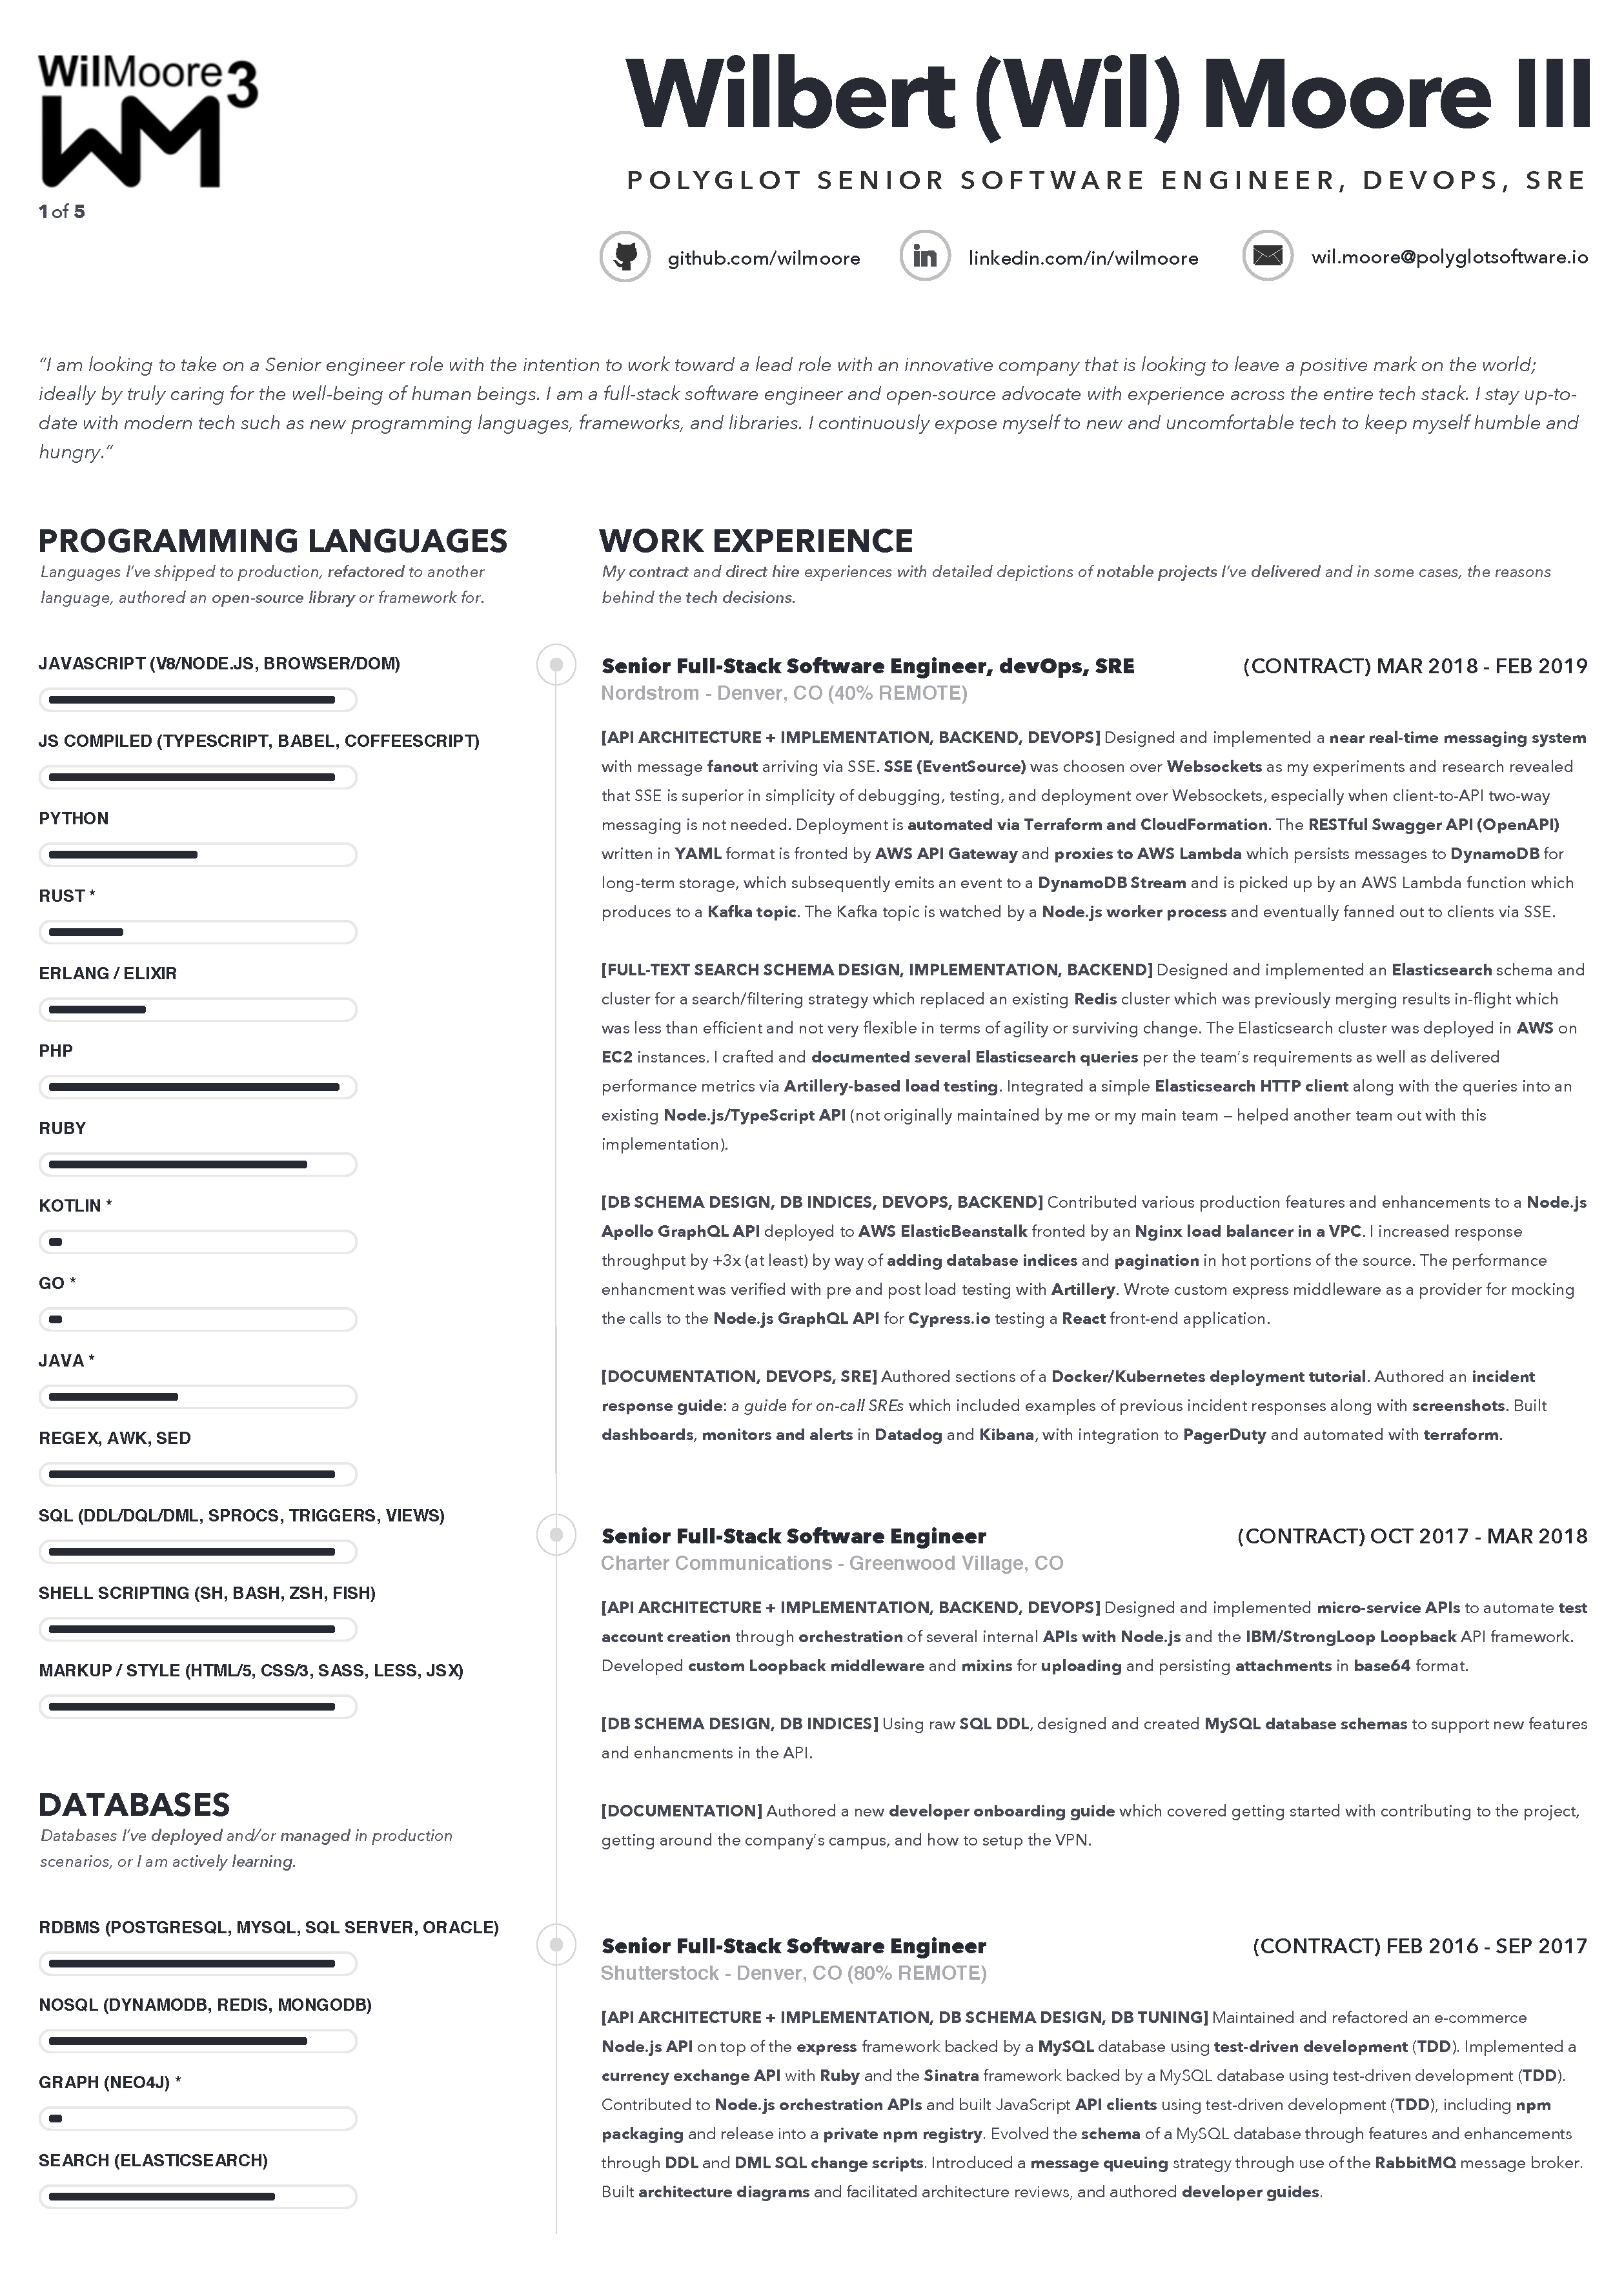 WilMoore3
WM
1 of 5
Wilbert (Wil) Moore III
POLYGLOT SENIOR SOFTWARE ENGINEER, DEVOPS, SRE
github.com/wilmoore
linkedin.com/in/wilmoore
wil.moore@polyglotsoftware.io
“I am looking to take on a Senior engineer role with the intention to work toward a lead role with an innovative company that is looking to leave a positive mark on the world;
ideally by truly caring for the well-being of human beings. I am a full-stack software engineer and open-source advocate with experience across the entire tech stack. I stay up-to-
date with modern tech such as new programming languages, frameworks, and libraries. I continuously expose myself to new and uncomfortable tech to keep myself humble and
hungry.”
PROGRAMMING LANGUAGES
Languages I’ve shipped to production, refactored to another
language, authored an open-source library or framework for.
JAVASCRIPT (V8/NODE.JS, BROWSER/DOM)
JS COMPILED (TYPESCRIPT, BABEL, COFFEESCRIPT)
PYTHON
RUST *
ERLANG / ELIXIR
PHP
RUBY
KOTLIN *
GO *
JAVA *
REGEX, AWK, SED
SQL (DDL/DQL/DML, SPROCS, TRIGGERS, VIEWS)
SHELL SCRIPTING (SH, BASH, ZSH, FISH)
MARKUP / STYLE (HTML/5, CSS/3, SASS, LESS, JSX)
DATABASES
Databases I’ve deployed and/or managed in production
scenarios, or I am actively learning.
RDBMS (POSTGRESQL, MYSQL, SQL SERVER, ORACLE)
NOSQL (DYNAMODB, REDIS, MONGODB)
GRAPH (NEO4J) *
SEARCH (ELASTICSEARCH)
WORK EXPERIENCE
My contract and direct hire experiences with detailed depictions of notable projects I’ve delivered and in some cases, the reasons
behind the tech decisions.
Senior Full-Stack Software Engineer, devOps, SRE
(CONTRACT) MAR 2018 - FEB 2019
Nordstrom - Denver, CO (40% REMOTE)
[API ARCHITECTURE + IMPLEMENTATION, BACKEND, DEVOPS] Designed and implemented a near real-time messaging system
with message fanout arriving via SSE. SSE (EventSource) was choosen over Websockets as my experiments and research revealed
that SSE is superior in simplicity of debugging, testing, and deployment over Websockets, especially when client-to-API two-way
messaging is not needed. Deployment is automated via Terraform and CloudFormation. The RESTful Swagger API (OpenAPI)
written in YAML format is fronted by AWS API Gateway and proxies to AWS Lambda which persists messages to DynamoDB for
long-term storage, which subsequently emits an event to a DynamoDB Stream and is picked up by an AWS Lambda function which
produces to a Kafka topic. The Kafka topic is watched by a Node.js worker process and eventually fanned out to clients via SSE.
[FULL-TEXT SEARCH SCHEMA DESIGN, IMPLEMENTATION, BACKEND] Designed and implemented an Elasticsearch schema and
cluster for a search/filtering strategy which replaced an existing Redis cluster which was previously merging results in-flight which
was less than efficient and not very flexible in terms of agility or surviving change. The Elasticsearch cluster was deployed in AWS on
EC2 instances. I crafted and documented several Elasticsearch queries per the team’s requirements as well as delivered
performance metrics via Artillery-based load testing. Integrated a simple Elasticsearch HTTP client along with the queries into an
existing Node.js/TypeScript API (not originally maintained by me or my main team – helped another team out with this
implementation).
[DB SCHEMA DESIGN, DB INDICES, DEVOPS, BACKEND] Contributed various production features and enhancements to a Node.js
Apollo GraphQL API deployed to AWS ElasticBeanstalk fronted by an Nginx load balancer in a VPC. I increased response
throughput by +3x (at least) by way of adding database indices and pagination in hot portions of the source. The performance
enhancment was verified with pre and post load testing with Artillery. Wrote custom express middleware as a provider for mocking
the calls to the Node.js GraphQL API for Cypress.io testing a React front-end application.
[DOCUMENTATION, DEVOPS, SRE] Authored sections of a Docker/Kubernetes deployment tutorial. Authored an incident
response guide: a guide for on-call SREs which included examples of previous incident responses along with screenshots. Built
dashboards, monitors and alerts in Datadog and Kibana, with integration to PagerDuty and automated with terraform.
Senior Full-Stack Software Engineer
(CONTRACT) OCT 2017 - MAR 2018
Charter Communications - Greenwood Village, CO
[API ARCHITECTURE + IMPLEMENTATION, BACKEND, DEVOPS] Designed and implemented micro-service APIs to automate test
account creation through orchestration of several internal APIs with Node.js and the IBM/StrongLoop Loopback API framework.
Developed custom Loopback middleware and mixins for uploading and persisting attachments in base64 format.
[DB SCHEMA DESIGN, DB INDICES] Using raw SQL DDL, designed and created MySQL database schemas to support new features
and enhancments in the API.
[DOCUMENTATION] Authored a new developer onboarding guide which covered getting started with contributing to the project,
getting around the company’s campus, and how to setup the VPN.
Senior Full-Stack Software Engineer
(CONTRACT) FEB 2016 - SEP 2017
Shutterstock - Denver, CO (80% REMOTE)
[API ARCHITECTURE + IMPLEMENTATION, DB SCHEMA DESIGN, DB TUNING] Maintained and refactored an e-commerce
Node.js API on top of the express framework backed by a MySQL database using test-driven development (TDD). Implemented a
currency exchange API with Ruby and the Sinatra framework backed by a MySQL database using test-driven development (TDD).
Contributed to Node.js orchestration APIs and built JavaScript API clients using test-driven development (TDD), including npm
packaging and release into a private npm registry. Evolved the schema of a MySQL database through features and enhancements
through DDL and DML SQL change scripts. Introduced a message queuing strategy through use of the RabbitMQ message broker.
Built architecture diagrams and facilitated architecture reviews, and authored developer guides.